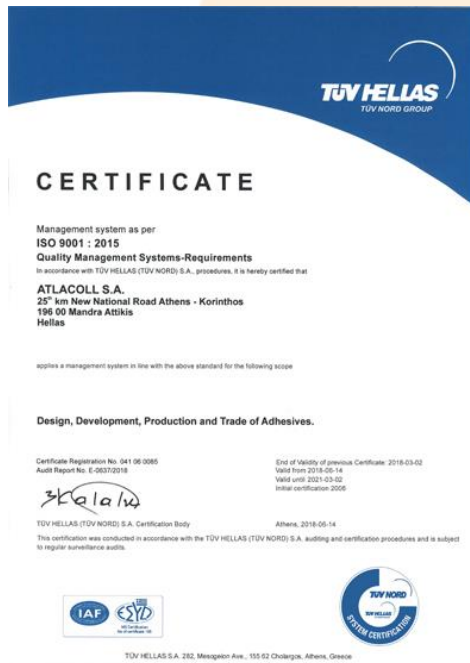 TÜV HELLAS
TÜV NORD GROUP
CERTIFICATE
Management system as per
ISO 9001 : 2015
Quality Management Systems-Requirements
In accordance with TÜV HELLAS (TÜV NORD) S.A., procedures, it is hereby certified that
ATLACOLL S.A.
25th km New National Road Athens - Korinthos
196 00 Mandra Attikis
Hellas
applies a management system in line with the above standard for the following scope
Design, Development, Production and Trade of Adhesives.
Certificate Registration No. 041 06 0085
Audit Report No. E-0837/2018
End of Validity of previous Certificate: 2018-03-02
Valid from 2018-06-14
Valid until 2021-03-02
Initial certification 2006
TÜV HELLAS (TÜV NORD) S.A. Certification Body
Athens, 2018-06-14
This certification was conducted in accordance with the TÜV HELLAS (TÜV NORD) S.A. auditing and certification procedures and is subject
to regular surveillance audits.
IAF
ΕΣΥΔ
TÜV NORD
TÜV HELLAS
SYSTEM CERTIFICATION
TÜV HELLAS S.A. 282, Mesogeion Ave., 155 62 Cholargos, Athens, Greece